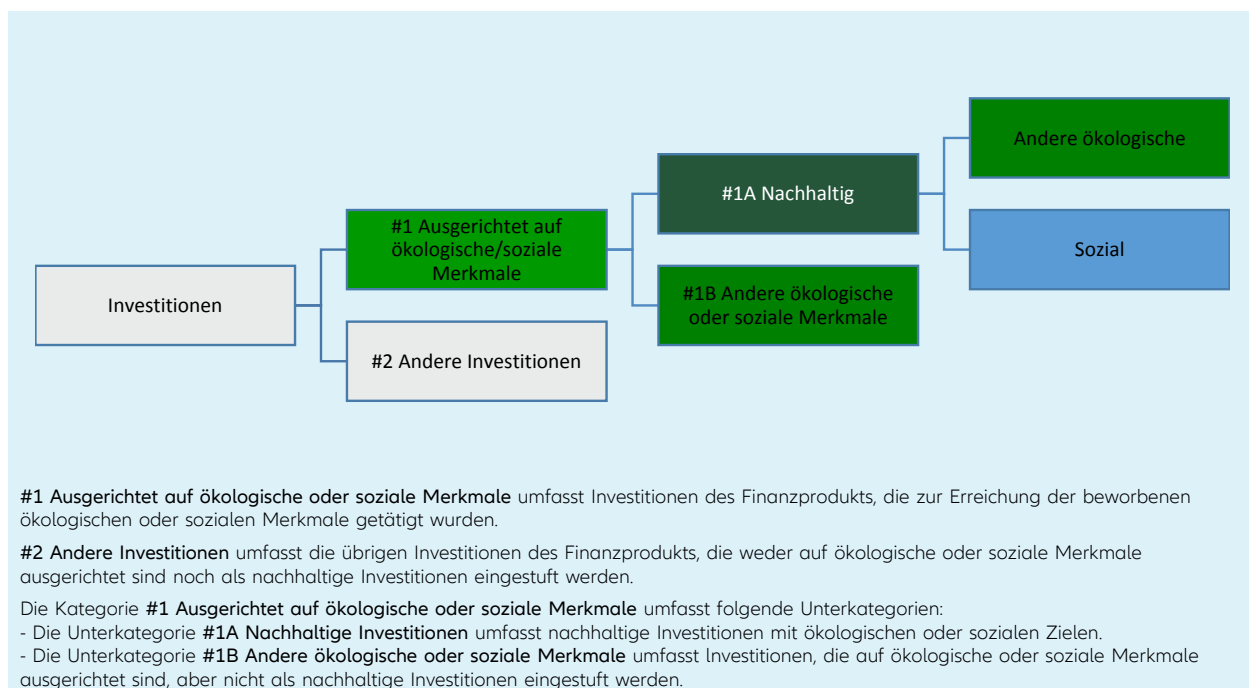 Andere ökologische
#1A Nachhaltig
#1 Ausgerichtet auf
ökologische/soziale
Merkmale
Sozial
Investitionen
#1B Andere ökologische
oder soziale Merkmale
#2 Andere Investitionen
#1 Ausgerichtet auf ökologische oder soziale Merkmale umfasst Investitionen des Finanzprodukts, die zur Erreichung der beworbenen
ökologischen oder sozialen Merkmale getätigt wurden.
#2 Andere Investitionen umfasst die übrigen Investitionen des Finanzprodukts, die weder auf ökologische oder soziale Merkmale
ausgerichtet sind noch als nachhaltige Investitionen eingestuft werden.
Die Kategorie #1 Ausgerichtet auf ökologische oder soziale Merkmale umfasst folgende Unterkategorien:
- Die Unterkategorie #1A Nachhaltige Investitionen umfasst nachhaltige Investitionen mit ökologischen oder sozialen Zielen.
- Die Unterkategorie #1B Andere ökologische oder soziale Merkmale umfasst lnvestitionen, die auf ökologische oder soziale Merkmale
ausgerichtet sind, aber nicht als nachhaltige Investitionen eingestuft werden.